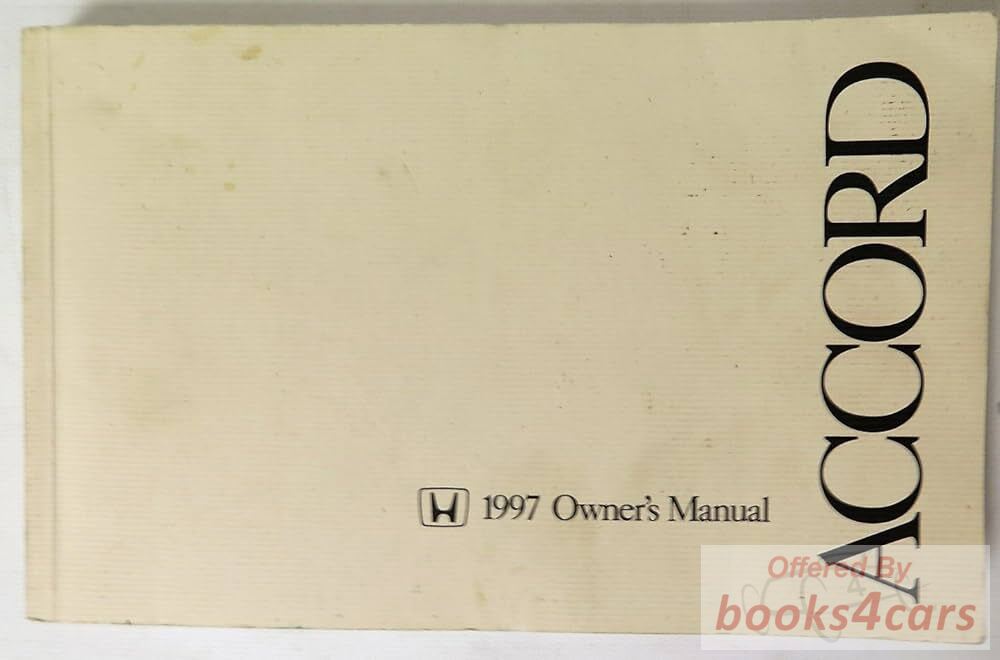 ACCORD
1997 Owner's Manual
Offered By
books4cars